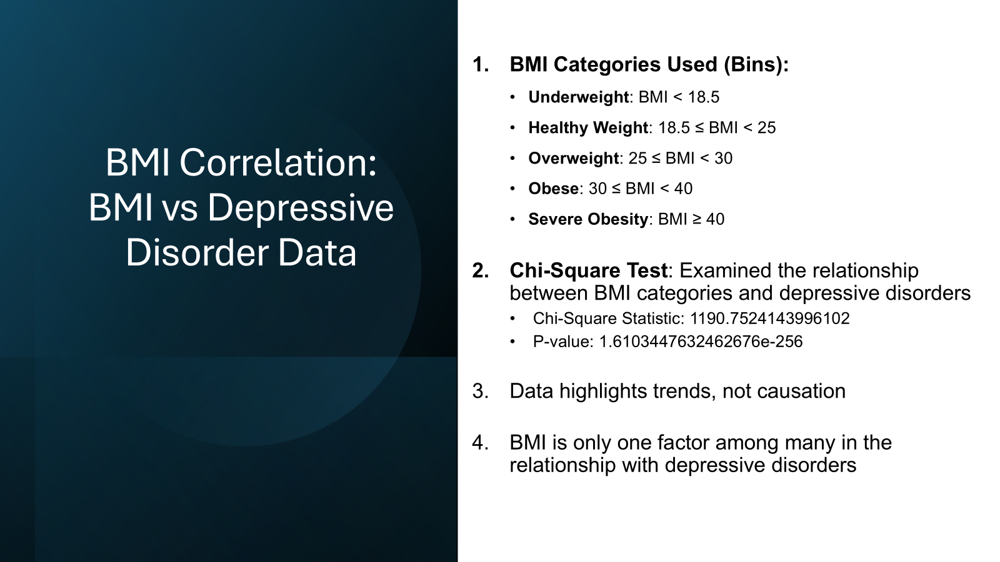 BMI Correlation:
BMI vs Depressive
Disorder Data
1. BMI Categories Used (Bins):
• Underweight: BMI < 18.5
• Healthy Weight: 18.5 ≤ BMI < 25
• Overweight: 25 ≤ BMI < 30
• Obese: 30 ≤ BMI < 40
• Severe Obesity: BMI ≥ 40
2. Chi-Square Test: Examined the relationship
between BMI categories and depressive disorders
• Chi-Square Statistic: 1190.7524143996102
• P-value: 1.6103447632462676e-256
3. Data highlights trends, not causation
4. BMI is only one factor among many in the
relationship with depressive disorders